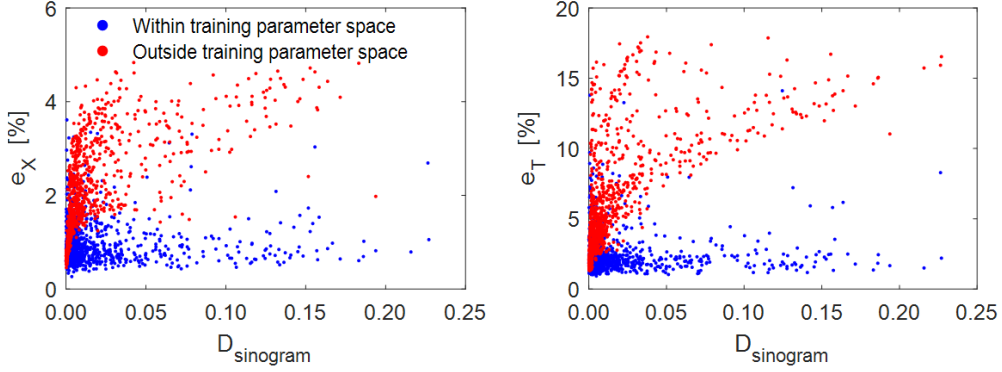 6
4
2
0
e_X [%]
Within training parameter space
Outside training parameter space
0.00 0.05 0.10 0.15 0.20 0.25
D_sinogram
20
15
10
5
0
e_T [%]
0.00 0.05 0.10 0.15 0.20 0.25
D_sinogram